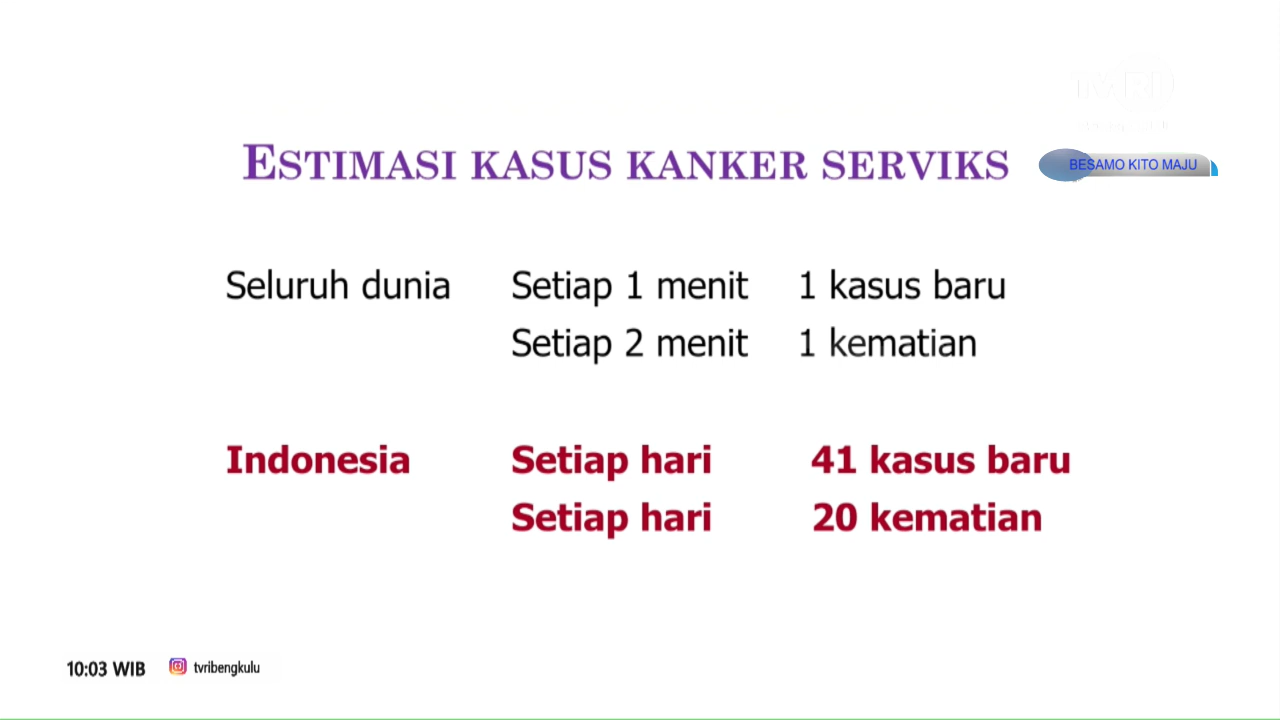 ESTIMASI KASUS KANKER SERVIKS
BESAMO KITO MAJU
Seluruh dunia Setiap 1 menit 1 kasus baru
Setiap 2 menit 1 kematian
Indonesia Setiap hari 41 kasus baru
Setiap hari 20 kematian
10:03 WIB tvribengkulu